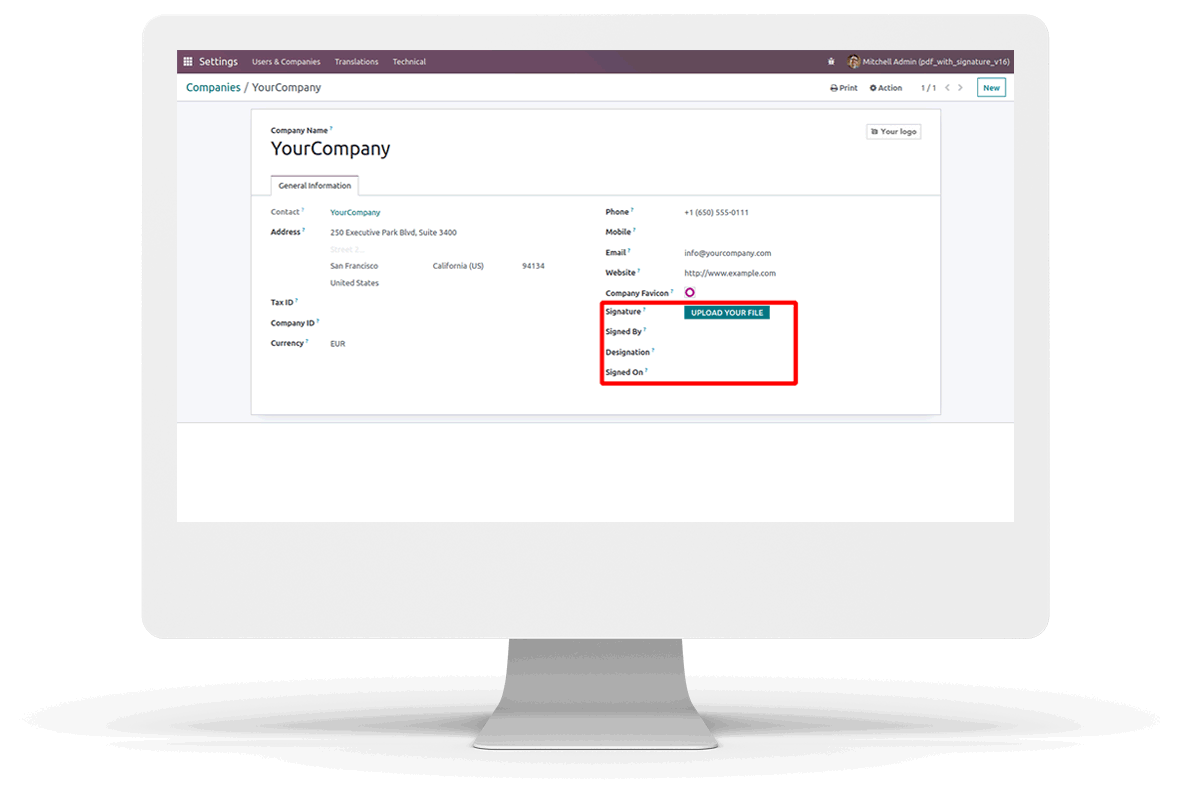 Settings Users & Companies Translations Technical Mitchell Admin (pdf_with_signature_v16)
Companies / YourCompany Print Action 1 / 1 New
Company Name ?
YourCompany
Your logo
General Information
Contact ? YourCompany
Address ? 250 Executive Park Blvd, Suite 3400
Street 2...
San Francisco California (US) 94134
United States
Tax ID ?
Company ID ?
Currency ? EUR
Phone ? +1 (650) 555-0111
Mobile ?
Email ? info@yourcompany.com
Website ? http://www.example.com
Company Favicon ?
Signature ? UPLOAD YOUR FILE
Signed By ?
Designation ?
Signed On ?